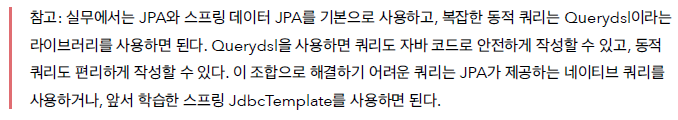 참고: 실무에서는 JPA와 스프링 데이터 JPA를 기본으로 사용하고, 복잡한 동적 쿼리는 Querydsl이라는
라이브러리를 사용하면 된다. Querydsl을 사용하면 쿼리도 자바 코드로 안전하게 작성할 수 있고, 동적
쿼리도 편리하게 작성할 수 있다. 이 조합으로 해결하기 어려운 쿼리는 JPA가 제공하는 네이티브 쿼리를
사용하거나, 앞서 학습한 스프링 JdbcTemplate를 사용하면 된다.